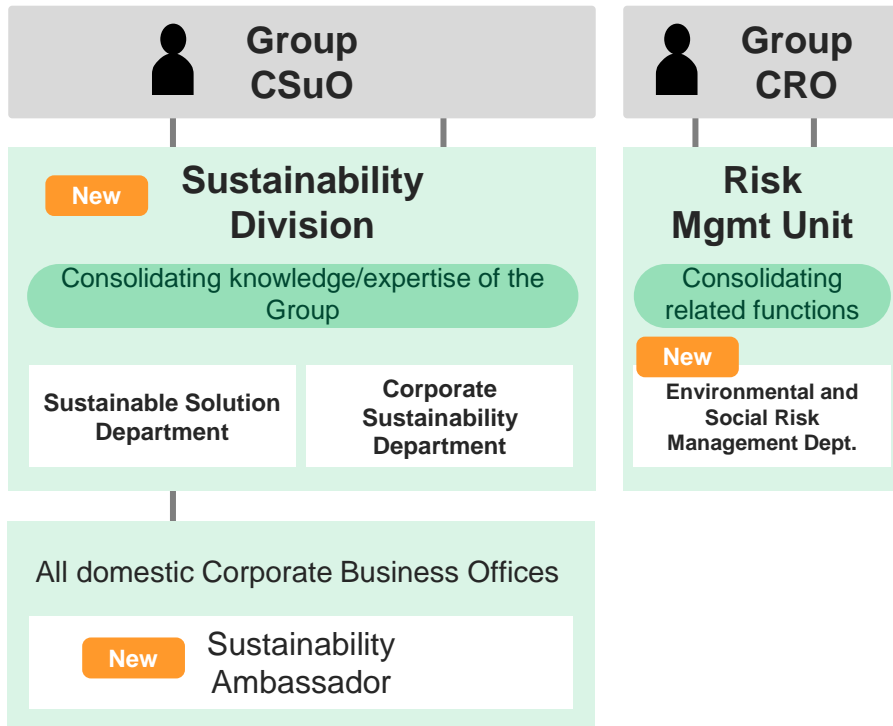 Group
CSuO
New
Sustainability
Division
Consolidating knowledge/expertise of the
Group
Sustainable Solution
Department
Corporate
Sustainability
Department
All domestic Corporate Business Offices
New
Sustainability
Ambassador
Group
CRO
Risk
Mgmt Unit
Consolidating
related functions
New
Environmental and
Social Risk
Management Dept.